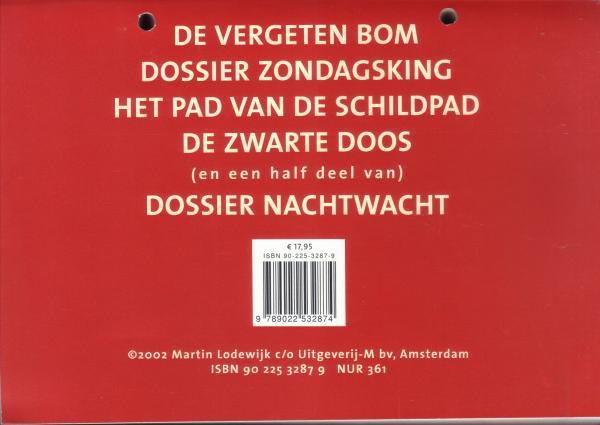 DE VERGETEN BOM
DOSSIER ZONDAGSKING
HET PAD VAN DE SCHILDPAD
DE ZWARTE DOOS
(en een half deel van)
DOSSIER NACHTWACHT
€ 17,95
ISBN 90-225-3287-9
9 789022 532874
©2002 Martin Lodewijk c/o Uitgeverij-M bv, Amsterdam
ISBN 90 225 3287 9 NUR 361